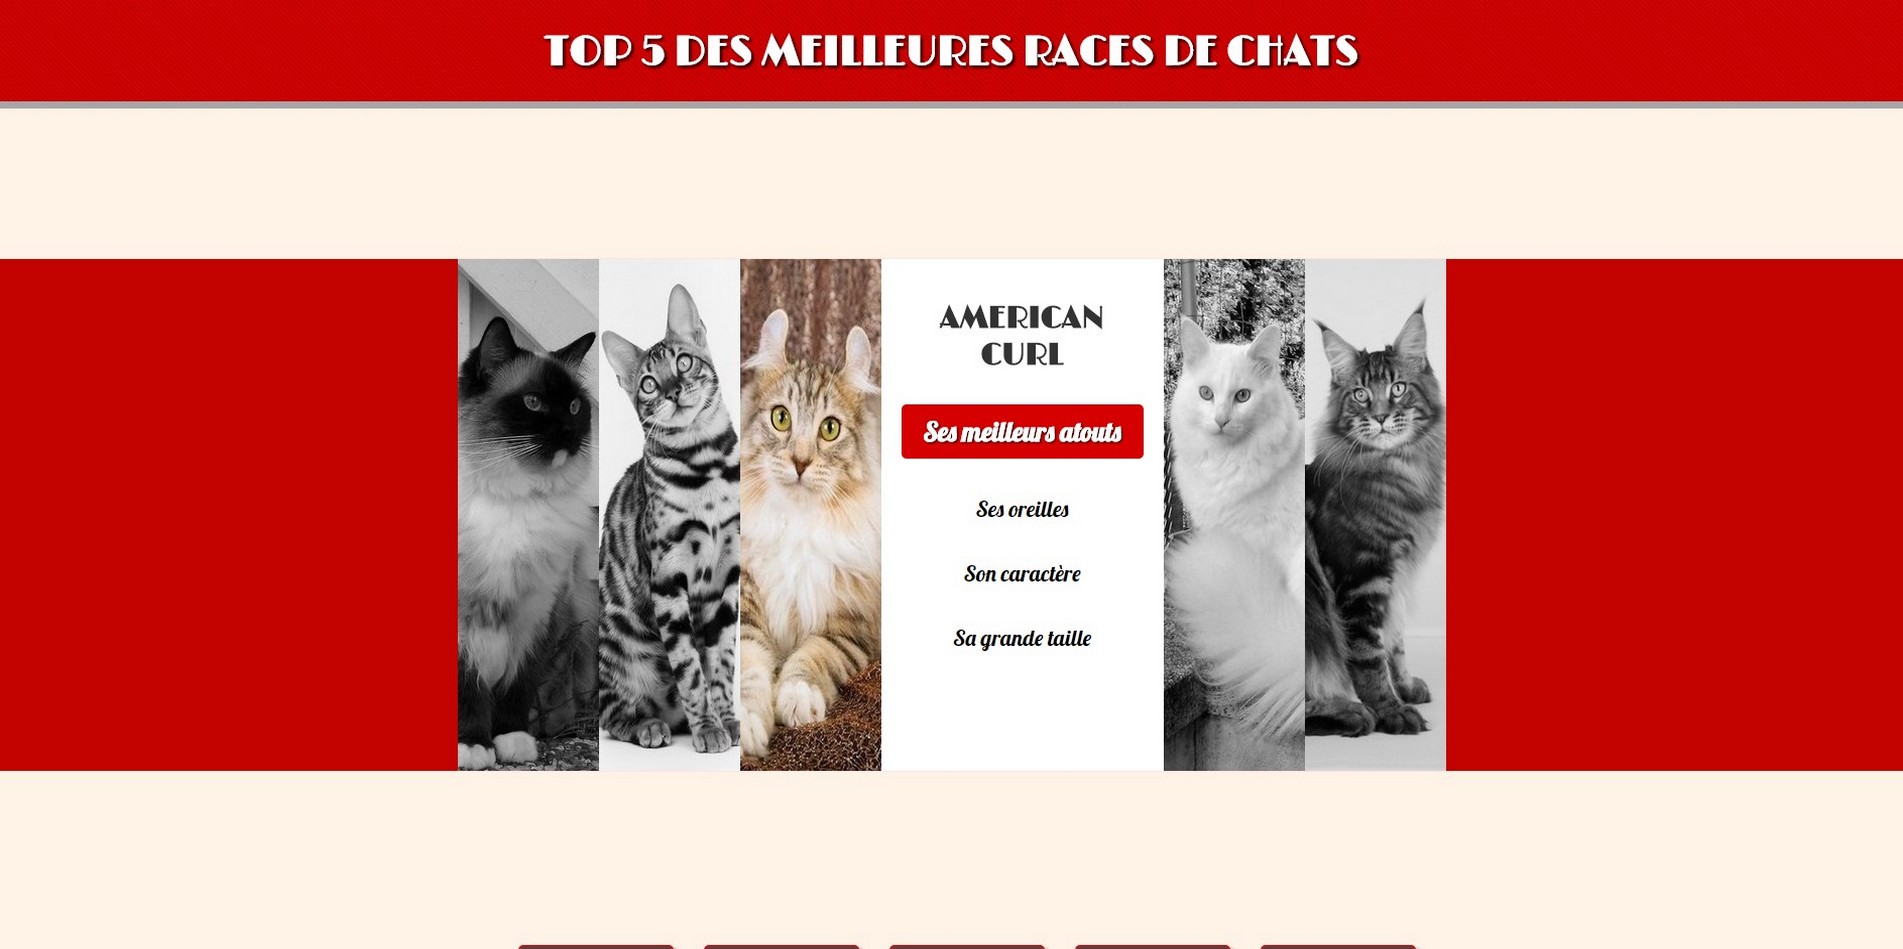 TOP 5 DES MEILLEURES RACES DE CHATS
AMERICAN
CURL
Ses meilleurs atouts
Ses oreilles
Son caractère
Sa grande taille